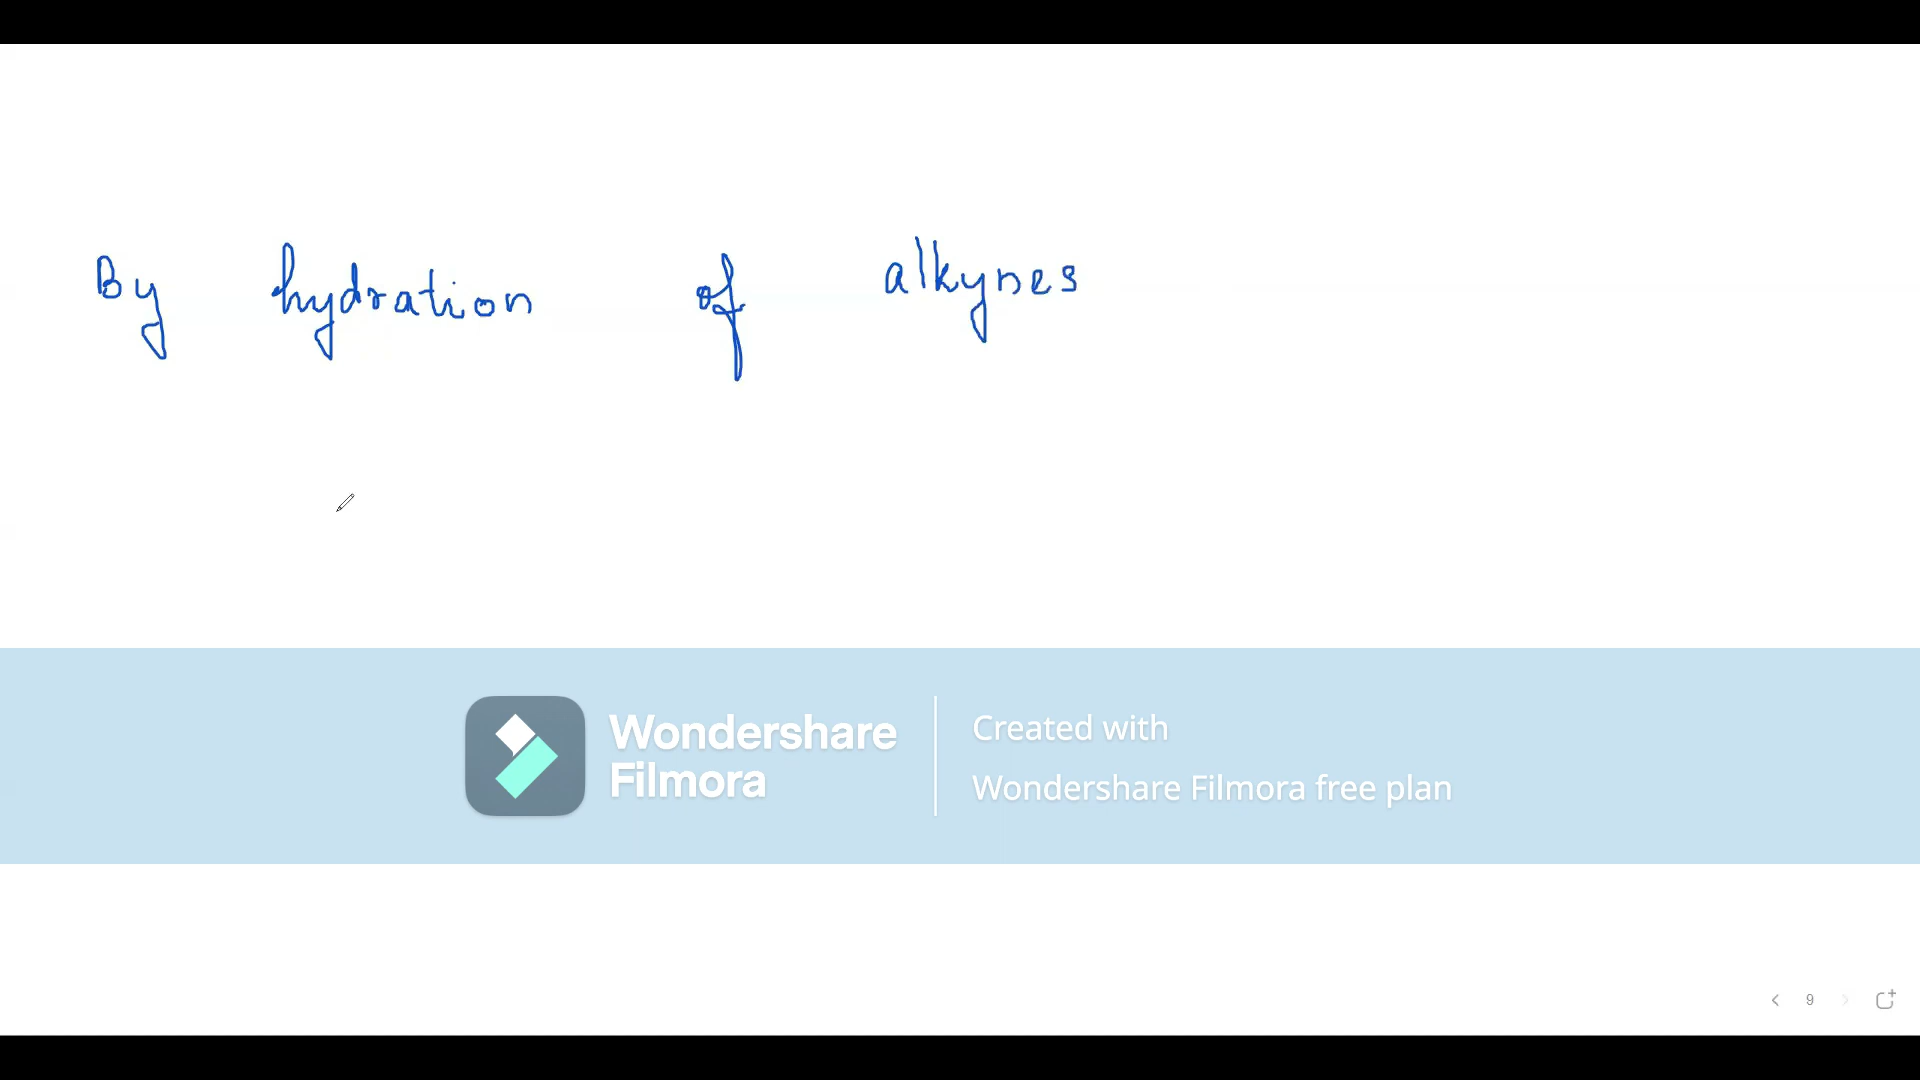 By hydration of alkynes
Wondershare
Filmora
Created with
Wondershare Filmora free plan
9